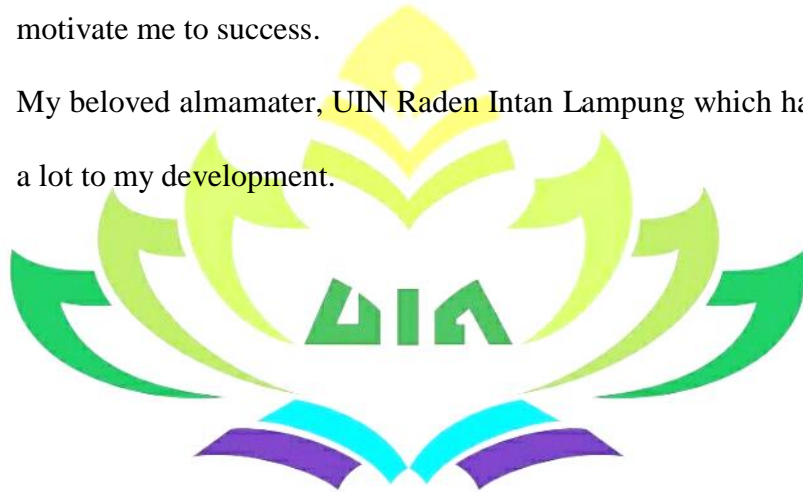 motivate me to success.
My beloved almamater, UIN Raden Intan Lampung which ha
a lot to my development.
UIN